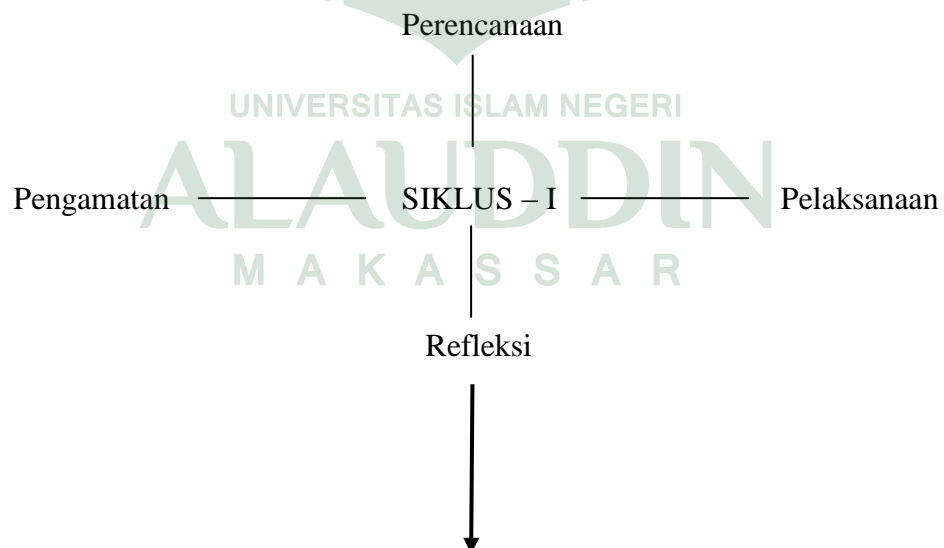 Perencanaan
UNIVERSITAS ISLAM NEGERI
ALAUDDIN
Pengamatan SIKLUS – I Pelaksanaan
MAKASSAR
Refleksi